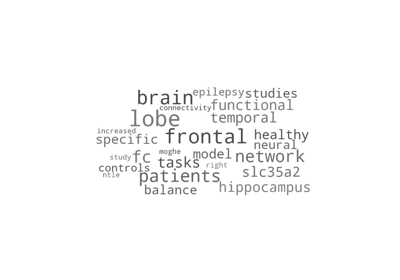 brain epilepsy studies
connectivity functional
lobe temporal
increased frontal healthy
specific neural
study fc moghe model network
tasks right
controls slc35a2
ntle patients
balance hippocampus